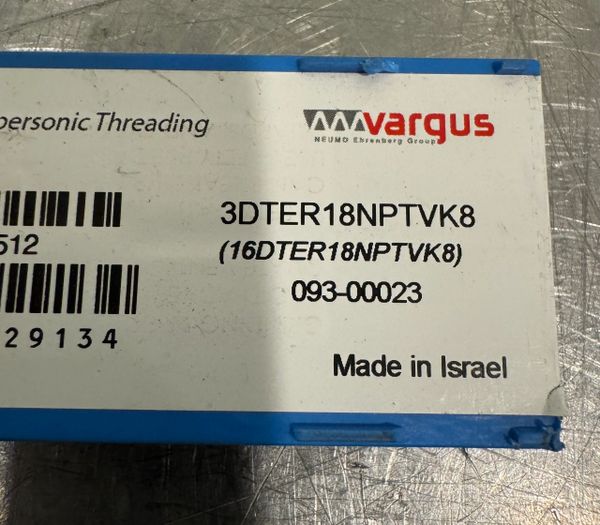 personic Threading
vargus
NEUMO Ehrenberg Group
3DTER18NPTVK8
512
(16DTER18NPTVK8)
093-00023
29134
Made in Israel